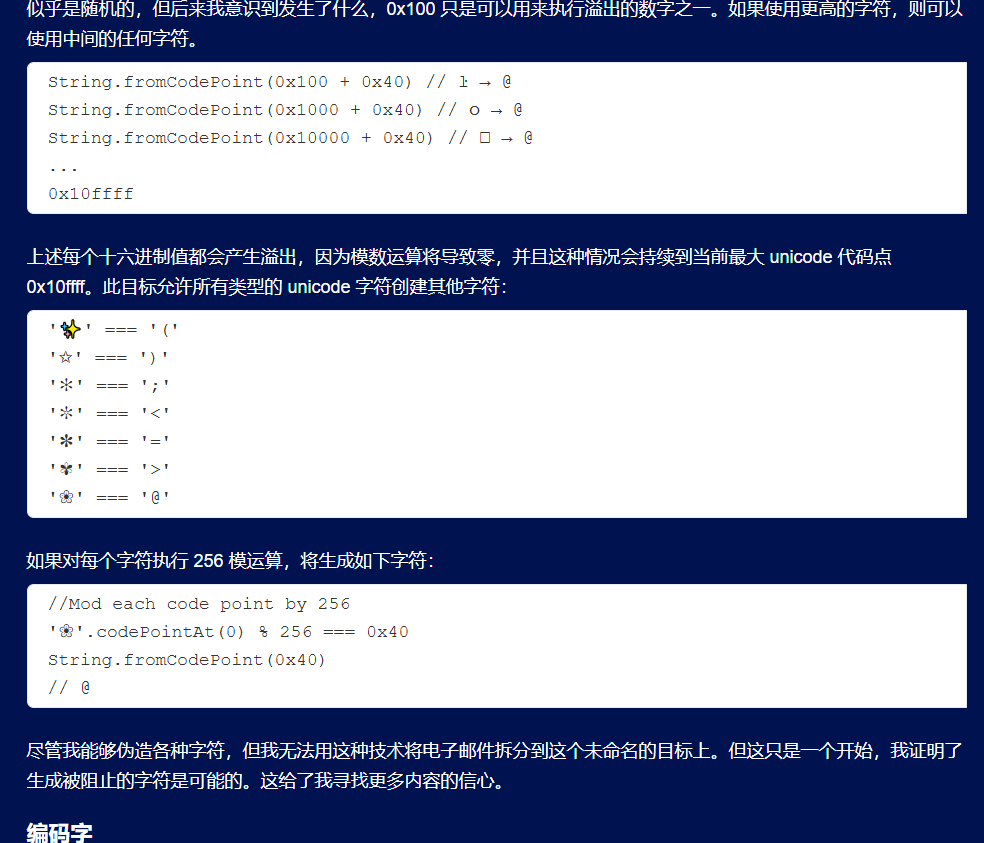 似乎是随机的，但后来我意识到发生了什么，0x100 只是可以用来执行溢出的数字之一。如果使用更高的字符，则可以
使用中间的任何字符。
String.fromCodePoint(0x100 + 0x40) // ŀ → @
String.fromCodePoint(0x1000 + 0x40) // ဝ → @
String.fromCodePoint(0x10000 + 0x40) // □ → @
...
0x10ffff
上述每个十六进制值都会产生溢出，因为模数运算将导致零，并且这种情况会持续到当前最大 unicode 代码点
0x10ffff。此目标允许所有类型的 unicode 字符创建其他字符：
'✨' === '('
'✩' === ')'
'✻' === ';'
'✼' === '<'
'✽' === '='
'✾' === '>'
'❀' === '@'
如果对每个字符执行 256 模运算，将生成如下字符：
//Mod each code point by 256
'❀'.codePointAt(0) % 256 === 0x40
String.fromCodePoint(0x40)
// @
尽管我能够伪造各种字符，但我无法用这种技术将电子邮件拆分到这个未命名的目标上。但这只是一个开始，我证明了
生成被阻止的字符是可能的。这给了我寻找更多内容的信心。
编码字